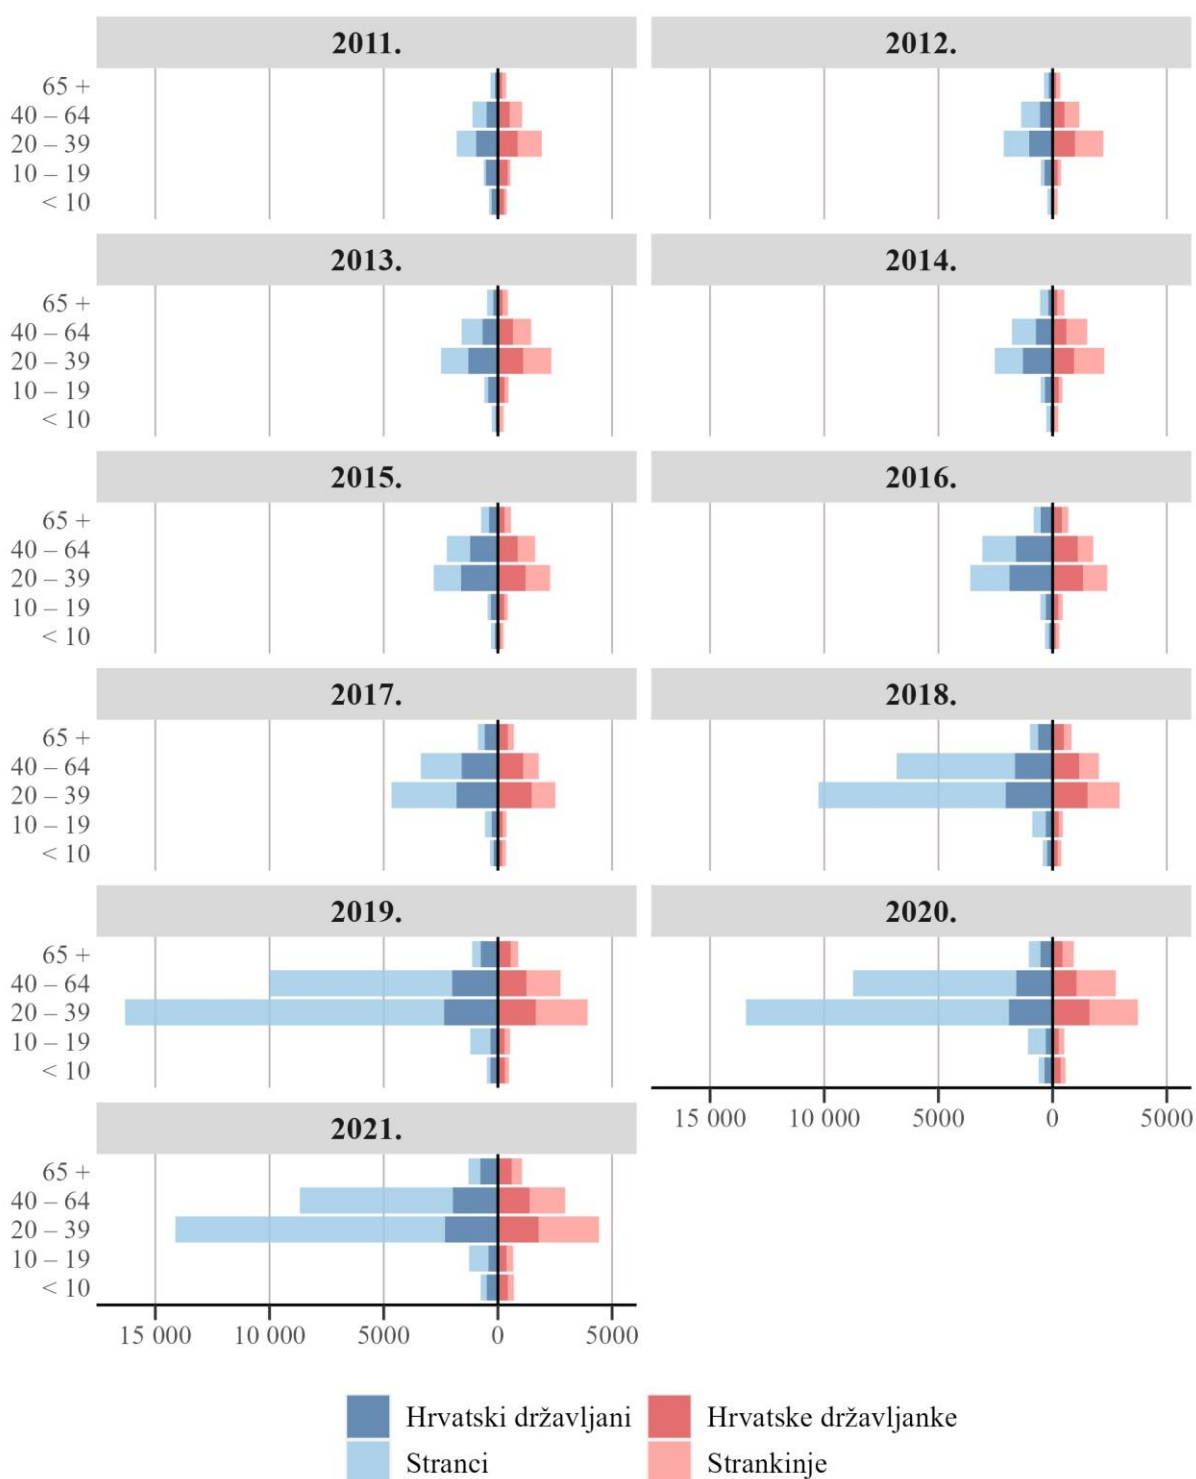 2011.
2012.
65 +
40 – 64
20 – 39
10 – 19
< 10
2013.
2014.
65 +
40 – 64
20 – 39
10 – 19
< 10
2015.
2016.
65 +
40 – 64
20 – 39
10 – 19
< 10
2017.
2018.
65 +
40 – 64
20 – 39
10 – 19
< 10
2019.
2020.
65 +
40 – 64
20 – 39
10 – 19
< 10
15 000 10 000 5000 0 5000
2021.
65 +
40 – 64
20 – 39
10 – 19
< 10
15 000 10 000 5000 0 5000
Hrvatski državljani
Hrvatske državljanke
Stranci
Strankinje